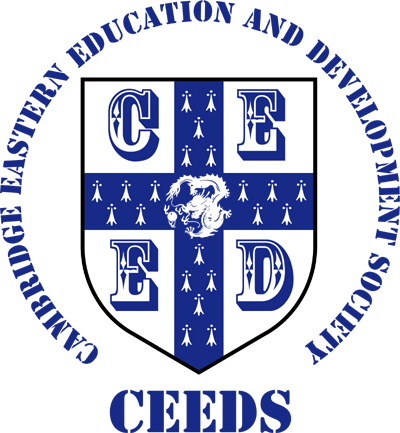 CAMBRIDGE EASTERN EDUCATION AND DEVELOPMENT SOCIETY
C E
E D
CEEDS